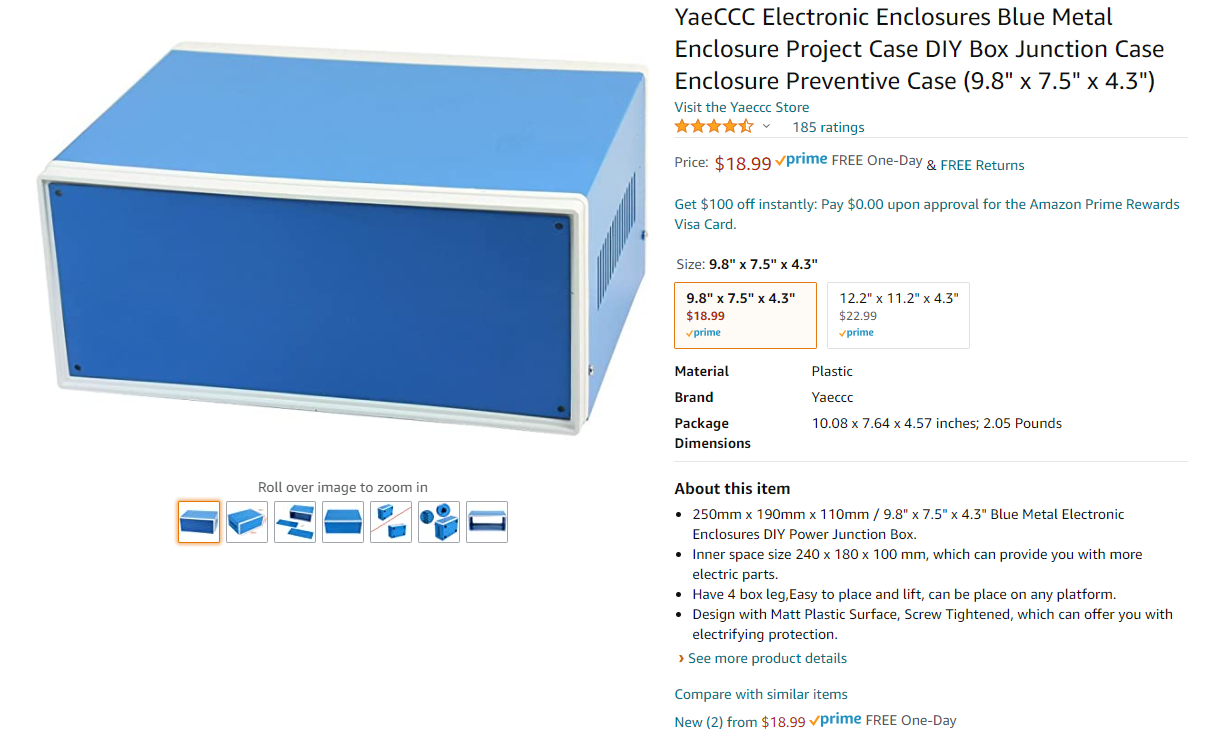 YaeCCC Electronic Enclosures Blue Metal
Enclosure Project Case DIY Box Junction Case
Enclosure Preventive Case (9.8" x 7.5" x 4.3")
Visit the Yaeccc Store
185 ratings
Price: $18.99 prime FREE One-Day & FREE Returns
Get $100 off instantly: Pay $0.00 upon approval for the Amazon Prime Rewards
Visa Card.
Size: 9.8" x 7.5" x 4.3"
9.8" x 7.5" x 4.3"
$18.99
prime
12.2" x 11.2" x 4.3"
$22.99
prime
Material Plastic
Brand Yaeccc
Package 10.08 x 7.64 x 4.57 inches; 2.05 Pounds
Dimensions
Roll over image to zoom in
About this item
250mm x 190mm x 110mm / 9.8" x 7.5" x 4.3" Blue Metal Electronic
Enclosures DIY Power Junction Box.
Inner space size 240 x 180 x 100 mm, which can provide you with more
electric parts.
Have 4 box leg,Easy to place and lift, can be place on any platform.
Design with Matt Plastic Surface, Screw Tightened, which can offer you with
electrifying protection.
› See more product details
Compare with similar items
New (2) from $18.99 prime FREE One-Day